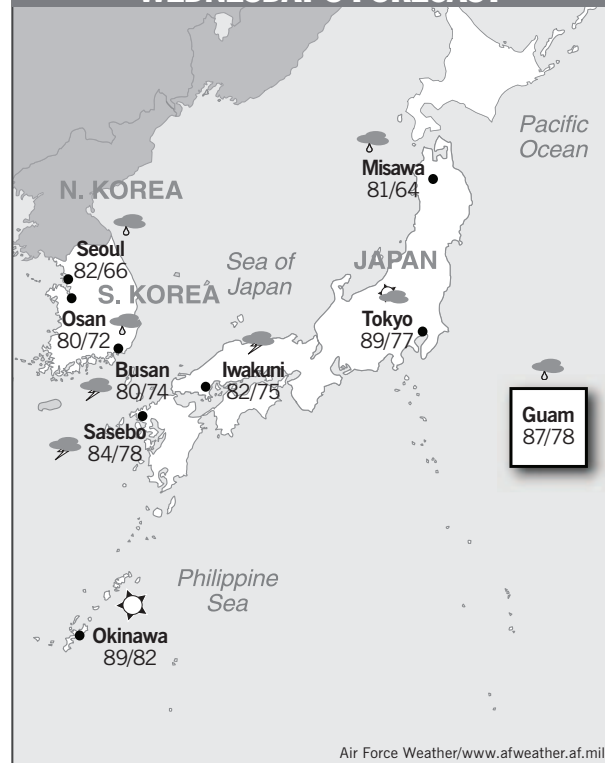 Pacific
Ocean
Misawa
81/64
N. KOREA
Seoul
82/66
Sea of
Japan
JAPAN
S. KOREA
Osan
80/72
Tokyo
89/77
Busan
80/74
Iwakuni
82/75
Guam
87/78
Sasebo
84/78
Philippine
Sea
Okinawa
89/82
Air Force Weather/www.afweather.af.mil